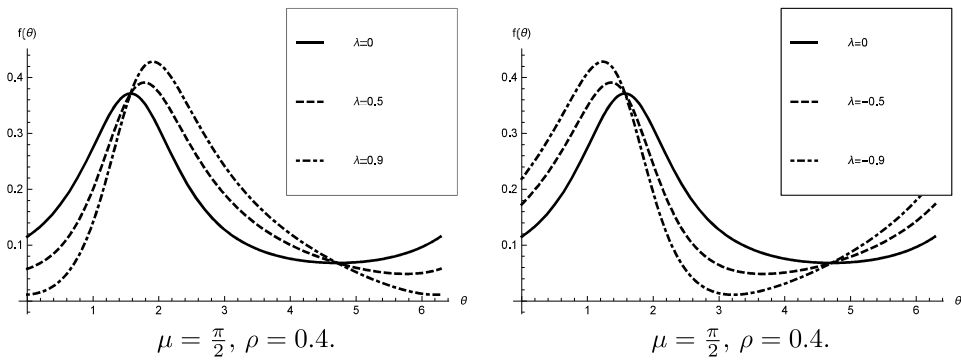 f(θ)
λ=0
λ=0.5
λ=0.9
0.4
0.3
0.2
0.1
1 2 3 4 5 6 θ
μ = π/2, ρ = 0.4.
f(θ)
λ=0
λ=-0.5
λ=-0.9
0.4
0.3
0.2
0.1
1 2 3 4 5 6 θ
μ = π/2, ρ = 0.4.